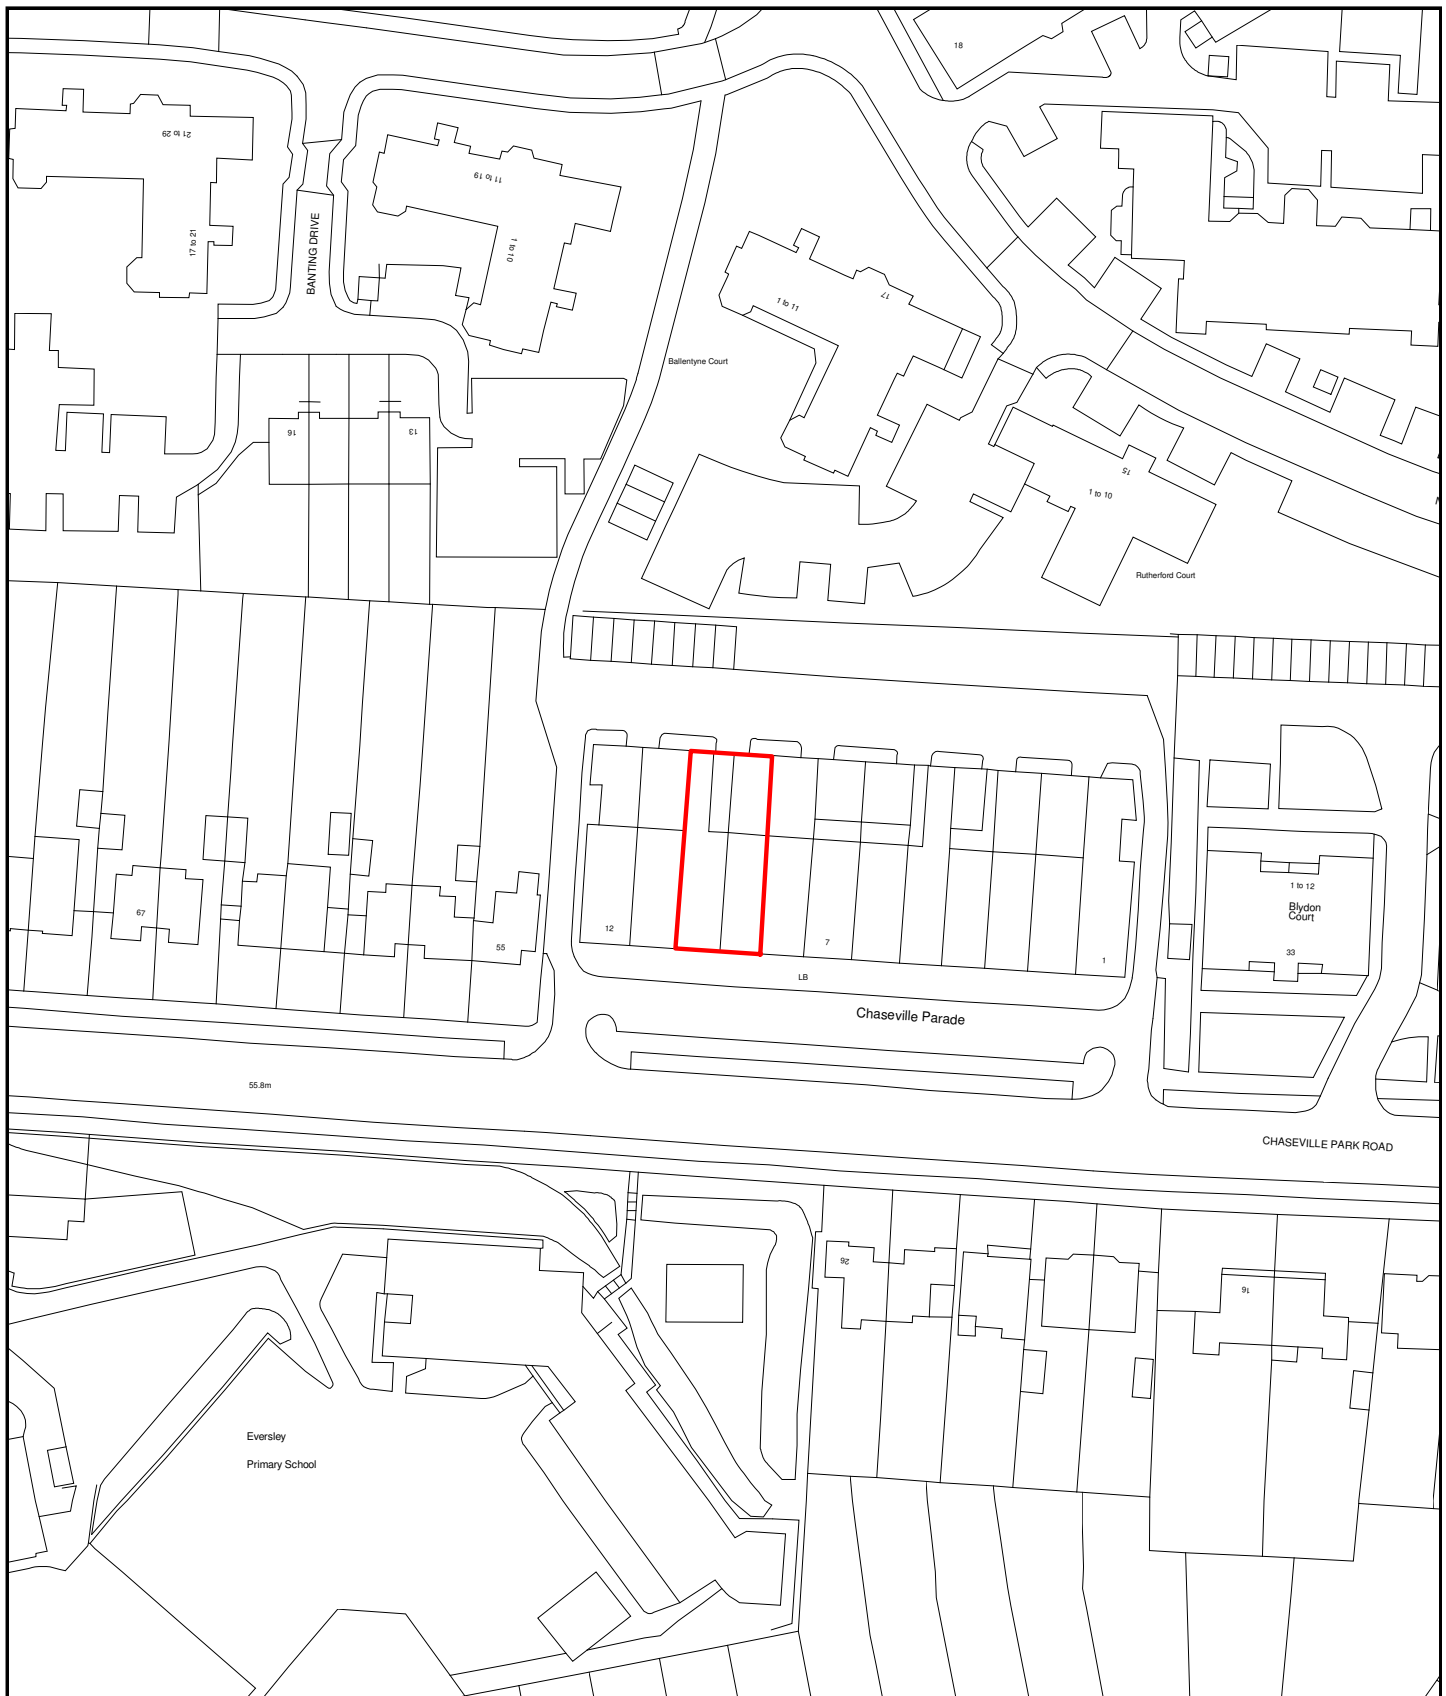 18
21 to 29
11 to 19
17 to 21
BANTING DRIVE
1 to 10
1 to 11
17
Ballentyne Court
16
13
15
1 to 10
Rutherford Court
67
55
12
7
1
LB
Chaseville Parade
1 to 12
Blydon
Court
33
55.8m
CHASEVILLE PARK ROAD
26
16
Eversley
Primary School